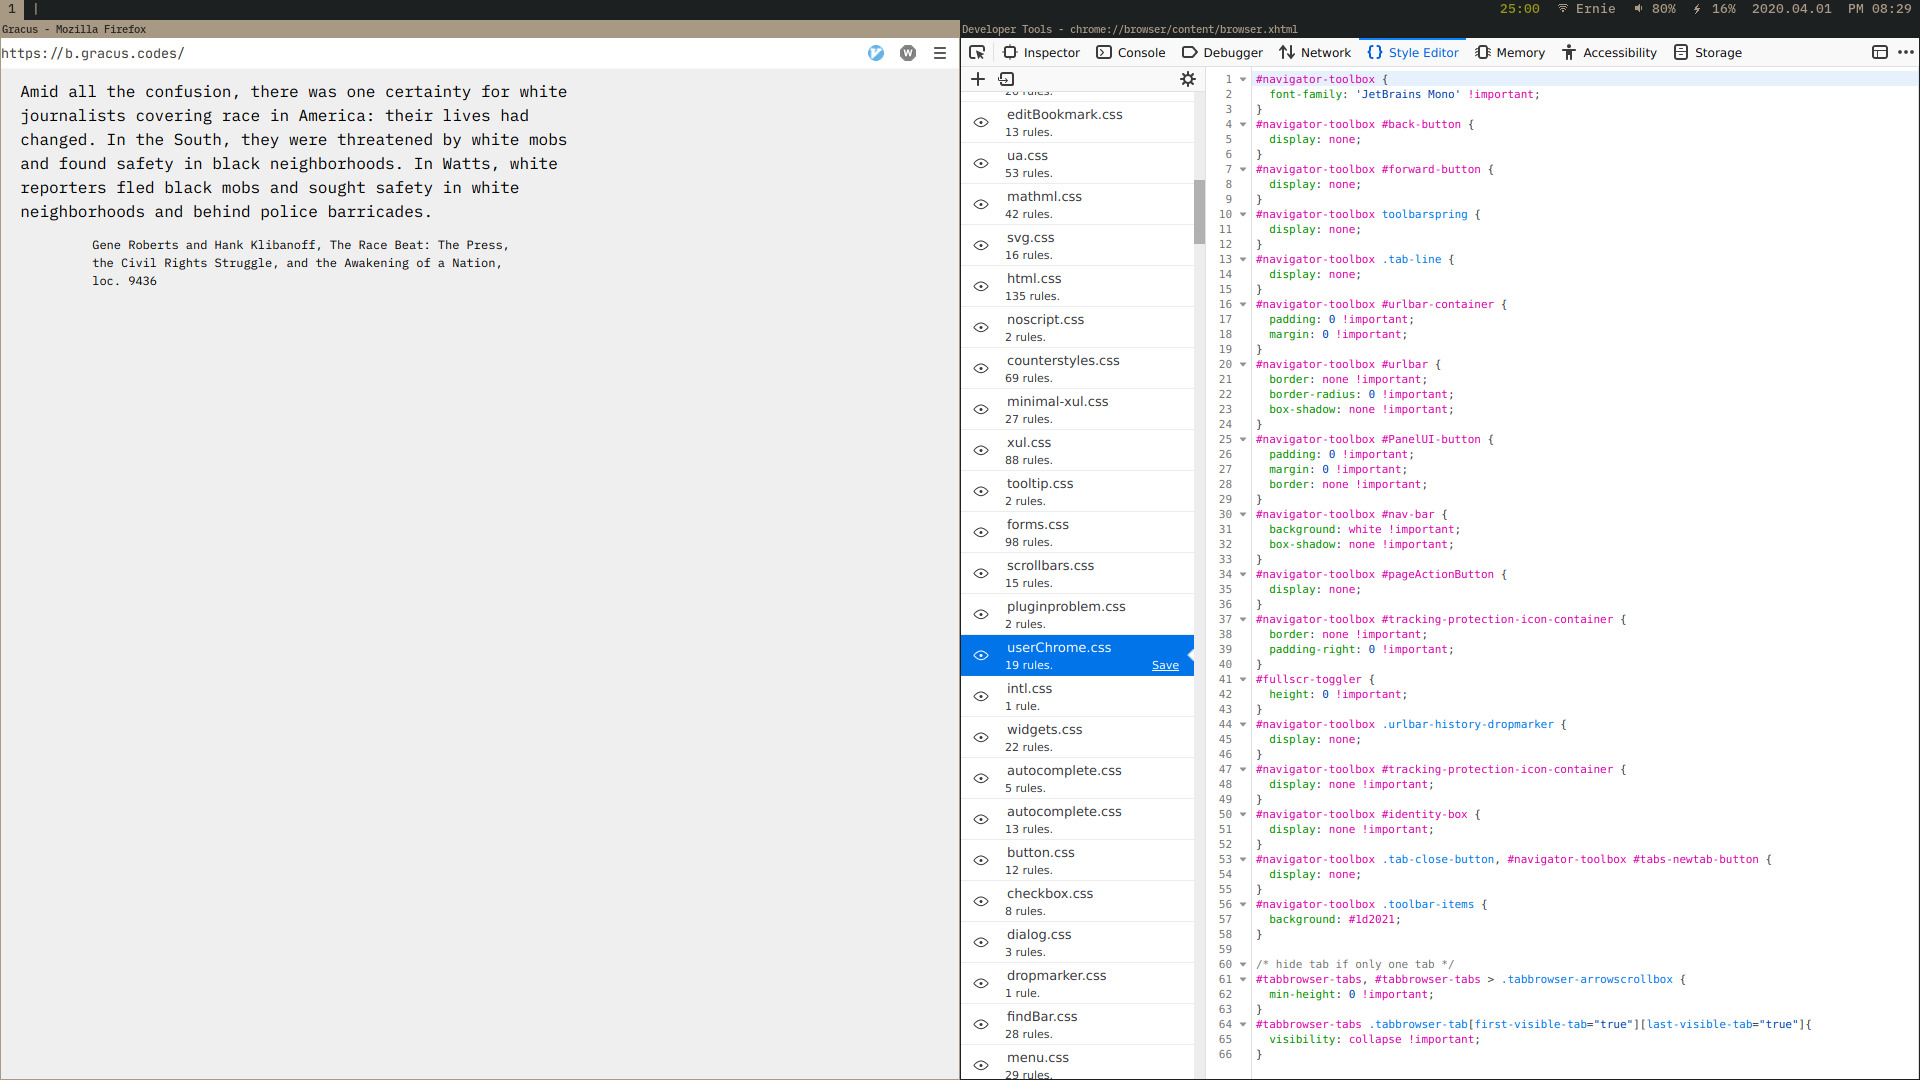 1 |
25:00 Ernie 80% 16% 2020.04.01 PM 08:29
Gracus - Mozilla Firefox
https://b.gracus.codes/
Amid all the confusion, there was one certainty for white
journalists covering race in America: their lives had
changed. In the South, they were threatened by white mobs
and found safety in black neighborhoods. In Watts, white
reporters fled black mobs and sought safety in white
neighborhoods and behind police barricades.
Gene Roberts and Hank Klibanoff, The Race Beat: The Press,
the Civil Rights Struggle, and the Awakening of a Nation,
loc. 9436
Developer Tools - chrome://browser/content/browser.xhtml
Inspector Console Debugger Network Style Editor Memory Accessibility Storage
editBookmark.css
13 rules.
ua.css
53 rules.
mathml.css
42 rules.
svg.css
16 rules.
html.css
135 rules.
noscript.css
2 rules.
counterstyles.css
69 rules.
minimal-xul.css
27 rules.
xul.css
88 rules.
tooltip.css
2 rules.
forms.css
98 rules.
scrollbars.css
15 rules.
pluginproblem.css
2 rules.
userChrome.css
19 rules. Save
intl.css
1 rule.
widgets.css
22 rules.
autocomplete.css
5 rules.
autocomplete.css
13 rules.
button.css
12 rules.
checkbox.css
8 rules.
dialog.css
3 rules.
dropmarker.css
1 rule.
findBar.css
28 rules.
menu.css
29 rules.
1 #navigator-toolbox {
2 font-family: 'JetBrains Mono' !important;
3 }
4 #navigator-toolbox #back-button {
5 display: none;
6 }
7 #navigator-toolbox #forward-button {
8 display: none;
9 }
10 #navigator-toolbox toolbarspring {
11 display: none;
12 }
13 #navigator-toolbox .tab-line {
14 display: none;
15 }
16 #navigator-toolbox #urlbar-container {
17 padding: 0 !important;
18 margin: 0 !important;
19 }
20 #navigator-toolbox #urlbar {
21 border: none !important;
22 border-radius: 0 !important;
23 box-shadow: none !important;
24 }
25 #navigator-toolbox #PanelUI-button {
26 padding: 0 !important;
27 margin: 0 !important;
28 border: none !important;
29 }
30 #navigator-toolbox #nav-bar {
31 background: white !important;
32 box-shadow: none !important;
33 }
34 #navigator-toolbox #pageActionButton {
35 display: none;
36 }
37 #navigator-toolbox #tracking-protection-icon-container {
38 border: none !important;
39 padding-right: 0 !important;
40 }
41 #fullscr-toggler {
42 height: 0 !important;
43 }
44 #navigator-toolbox .urlbar-history-dropmarker {
45 display: none;
46 }
47 #navigator-toolbox #tracking-protection-icon-container {
48 display: none !important;
49 }
50 #navigator-toolbox #identity-box {
51 display: none !important;
52 }
53 #navigator-toolbox .tab-close-button, #navigator-toolbox #tabs-newtab-button {
54 display: none;
55 }
56 #navigator-toolbox .toolbar-items {
57 background: #1d2021;
58 }
59
60 /* hide tab if only one tab */
61 #tabbrowser-tabs, #tabbrowser-tabs > .tabbrowser-arrowscrollbox {
62 min-height: 0 !important;
63 }
64 #tabbrowser-tabs .tabbrowser-tab[first-visible-tab="true"][last-visible-tab="true"]{
65 visibility: collapse !important;
66 }